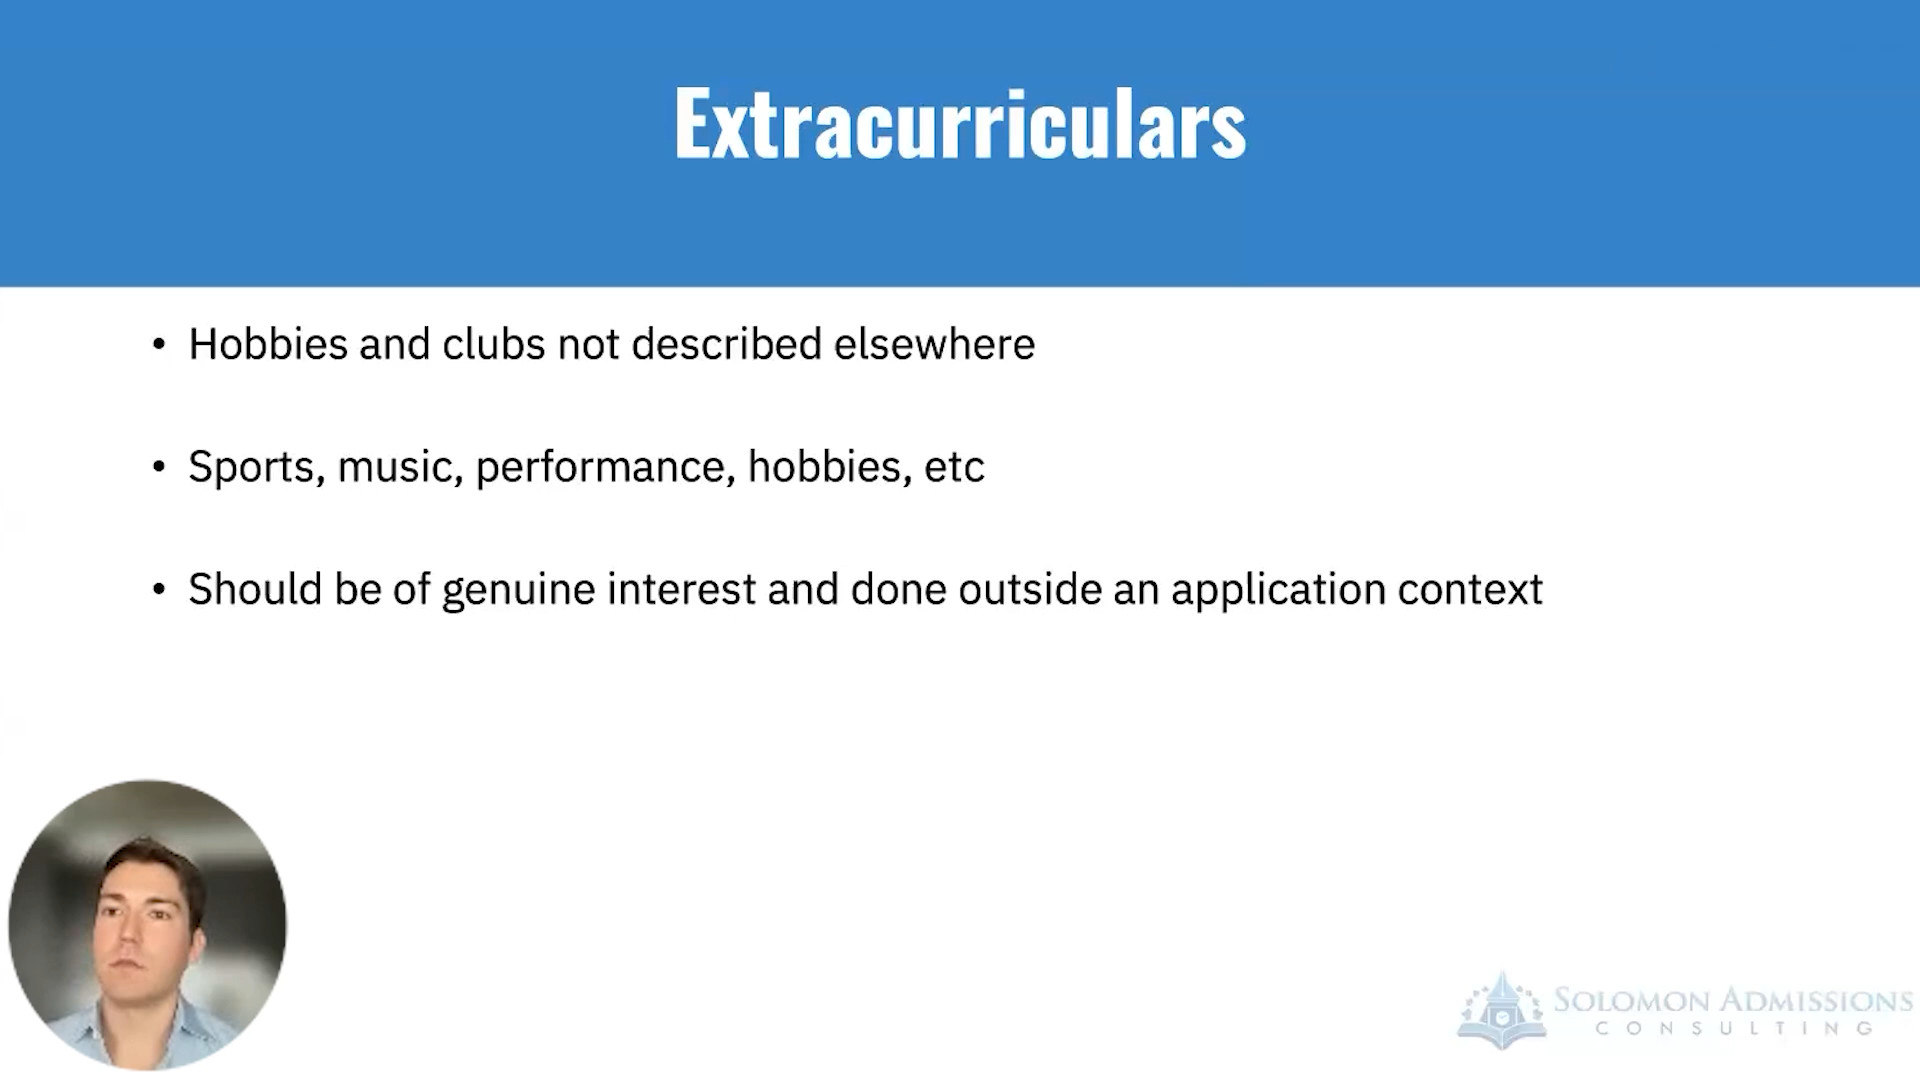 Extracurriculars
• Hobbies and clubs not described elsewhere
• Sports, music, performance, hobbies, etc
• Should be of genuine interest and done outside an application context
SOLOMON ADMISSIONS
CONSULTING